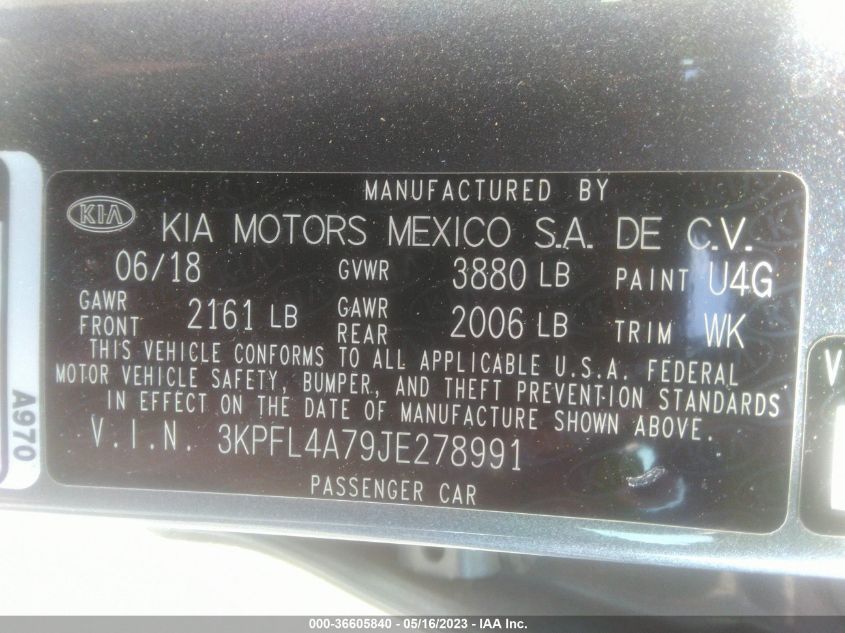 MANUFACTURED BY
KIA KIA MOTORS MEXICO S.A. DE C.V.
06/18 GVWR 3880 LB PAINT U4G
GAWR FRONT 2161 LB GAWR REAR 2006 LB TRIM WK
THIS VEHICLE CONFORMS TO ALL APPLICABLE U.S.A. FEDERAL
MOTOR VEHICLE SAFETY, BUMPER, AND THEFT PREVENTION STANDARDS
IN EFFECT ON THE DATE OF MANUFACTURE SHOWN ABOVE.
V.I.N. 3KPFL4A79JE278991
PASSENGER CAR
A970
V
000-36605840 - 05/16/2023 - IAA Inc.